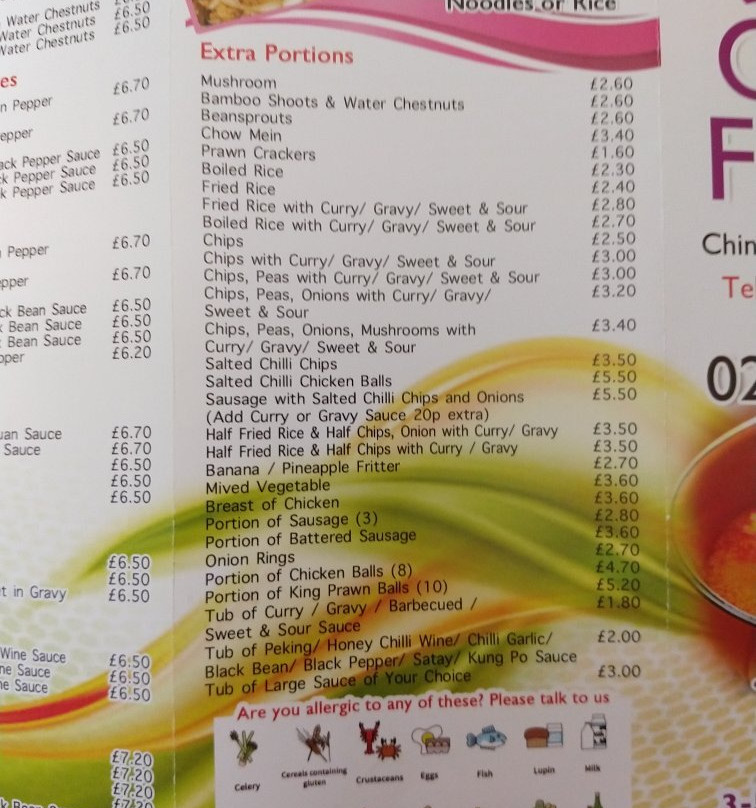 Water Chestnuts £6.50
Water Chestnuts £6.50
Water Chestnuts £6.50
es
n Pepper £6.70
epper £6.70
ack Pepper Sauce £6.50
ck Pepper Sauce £6.50
k Pepper Sauce £6.50
Pepper £6.70
epper £6.70
ck Bean Sauce £6.50
k Bean Sauce £6.50
Bean Sauce £6.50
pper £6.20
uan Sauce £6.70
Sauce £6.70
£6.50
£6.50
£6.50
£6.50
£6.50
t in Gravy £6.50
Wine Sauce £6.50
ne Sauce £6.50
e Sauce £6.50
£7.20
£7.20
£7.20
£7.20
Noodles or Rice
Extra Portions
Mushroom £2.60
Bamboo Shoots & Water Chestnuts £2.60
Beansprouts £2.60
Chow Mein £3.40
Prawn Crackers £1.60
Boiled Rice £2.30
Fried Rice £2.40
Fried Rice with Curry/ Gravy/ Sweet & Sour £2.80
Boiled Rice with Curry/ Gravy/ Sweet & Sour £2.70
Chips £2.50
Chips with Curry/ Gravy/ Sweet & Sour £3.00
Chips, Peas with Curry/ Gravy/ Sweet & Sour £3.00
Chips, Peas, Onions with Curry/ Gravy/ £3.20
Sweet & Sour
Chips, Peas, Onions, Mushrooms with £3.40
Curry/ Gravy/ Sweet & Sour
Salted Chilli Chips £3.50
Salted Chilli Chicken Balls £5.50
Sausage with Salted Chilli Chips and Onions £5.50
(Add Curry or Gravy Sauce 20p extra)
Half Fried Rice & Half Chips, Onion with Curry/ Gravy £3.50
Half Fried Rice & Half Chips with Curry / Gravy £3.50
Banana / Pineapple Fritter £2.70
Mived Vegetable £3.60
Breast of Chicken £3.60
Portion of Sausage (3) £2.80
Portion of Battered Sausage £3.60
Onion Rings £2.70
Portion of Chicken Balls (8) £4.70
Portion of King Prawn Balls (10) £5.20
Tub of Curry / Gravy / Barbecued / £1.80
Sweet & Sour Sauce
Tub of Peking/ Honey Chilli Wine/ Chilli Garlic/ £2.00
Black Bean/ Black Pepper/ Satay/ Kung Po Sauce
Tub of Large Sauce of Your Choice £3.00
Are you allergic to any of these? Please talk to us
Celery
Cereals containing gluten
Crustaceans
Eggs
Fish
Lupin
Milk
C
F
Chin
Te
02
3-